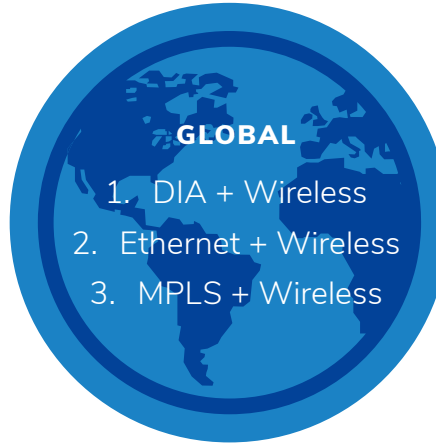 GLOBAL
1. DIA + Wireless
2. Ethernet + Wireless
3. MPLS + Wireless